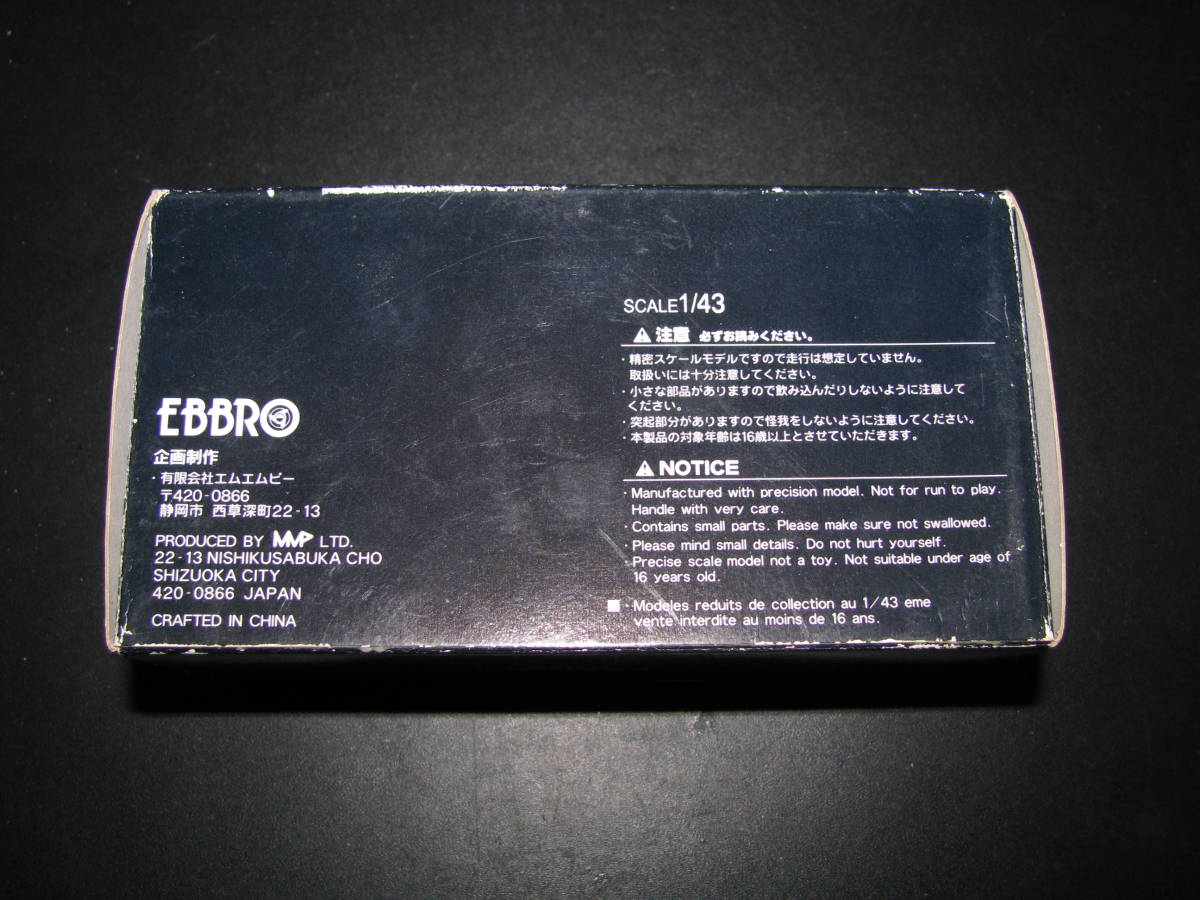 EBBRO
企画制作
・有限会社エムエムピー
〒420-0866
静岡市 西草深町22-13
PRODUCED BY MMP LTD.
22-13 NISHIKUSABUKA CHO
SHIZUOKA CITY
420-0866 JAPAN
CRAFTED IN CHINA
SCALE1/43
注意 必ずお読みください。
・精密スケールモデルですので走行は想定していません。
取扱いには十分注意してください。
・小さな部品がありますので飲み込んだりしないように注意して
ください。
・突起部分がありますので怪我をしないように注意してください。
・本製品の対象年齢は16歳以上とさせていただきます。
NOTICE
・Manufactured with precision model. Not for run to play.
Handle with very care.
・Contains small parts. Please make sure not swallowed.
・Please mind small details. Do not hurt yourself.
・Precise scale model not a toy. Not suitable under age of
16 years old.
・Modeles reduits de collection au 1/43 eme
vente interdite au moins de 16 ans.